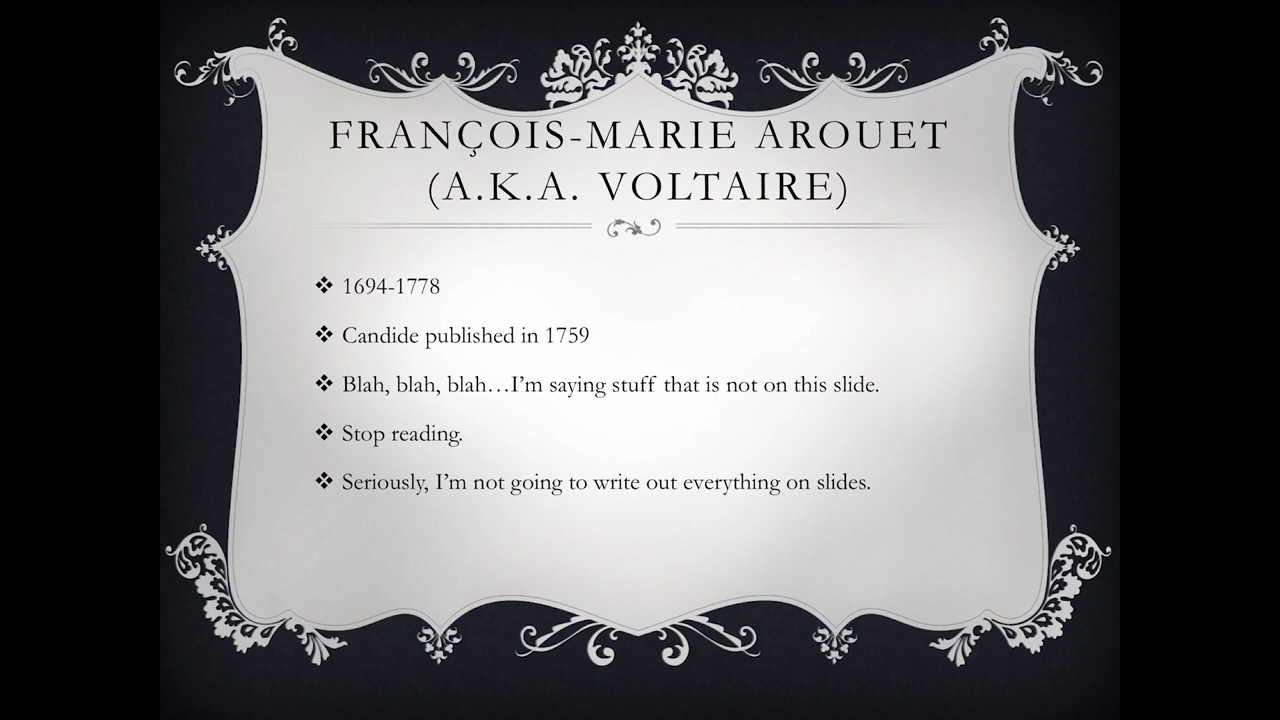 FRANÇOIS-MARIE AROUET
(A.K.A. VOLTAIRE)
❖ 1694-1778
❖ Candide published in 1759
❖ Blah, blah, blah…I’m saying stuff that is not on this slide.
❖ Stop reading.
❖ Seriously, I’m not going to write out everything on slides.